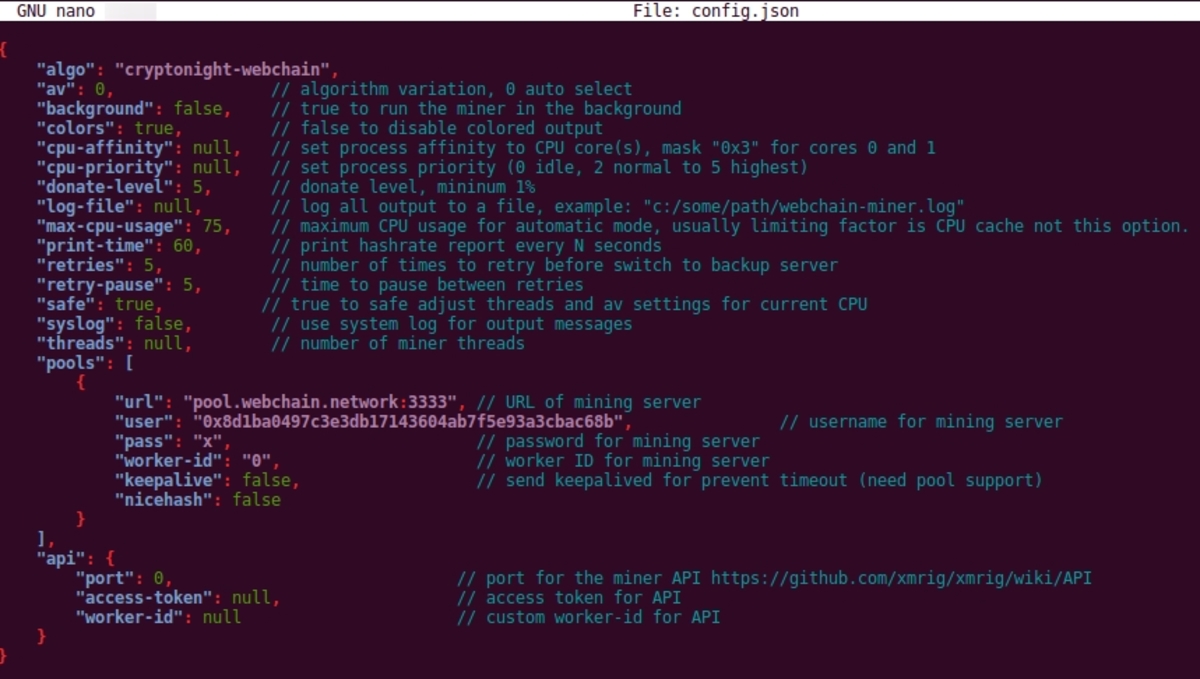 GNU nano File: config.json
{
"algo": "cryptonight-webchain",
"av": 0, // algorithm variation, 0 auto select
"background": false, // true to run the miner in the background
"colors": true, // false to disable colored output
"cpu-affinity": null, // set process affinity to CPU core(s), mask "0x3" for cores 0 and 1
"cpu-priority": null, // set process priority (0 idle, 2 normal to 5 highest)
"donate-level": 5, // donate level, mininum 1%
"log-file": null, // log all output to a file, example: "c:/some/path/webchain-miner.log"
"max-cpu-usage": 75, // maximum CPU usage for automatic mode, usually limiting factor is CPU cache not this option.
"print-time": 60, // print hashrate report every N seconds
"retries": 5, // number of times to retry before switch to backup server
"retry-pause": 5, // time to pause between retries
"safe": true, // true to safe adjust threads and av settings for current CPU
"syslog": false, // use system log for output messages
"threads": null, // number of miner threads
"pools": [
{
"url": "pool.webchain.network:3333", // URL of mining server
"user": "0x8d1ba0497c3e3db17143604ab7f5e93a3cbac68b", // username for mining server
"pass": "x", // password for mining server
"worker-id": "0", // worker ID for mining server
"keepalive": false, // send keepalived for prevent timeout (need pool support)
"nicehash": false
}
],
"api": {
"port": 0, // port for the miner API https://github.com/xmrig/xmrig/wiki/API
"access-token": null, // access token for API
"worker-id": null // custom worker-id for API
}
}